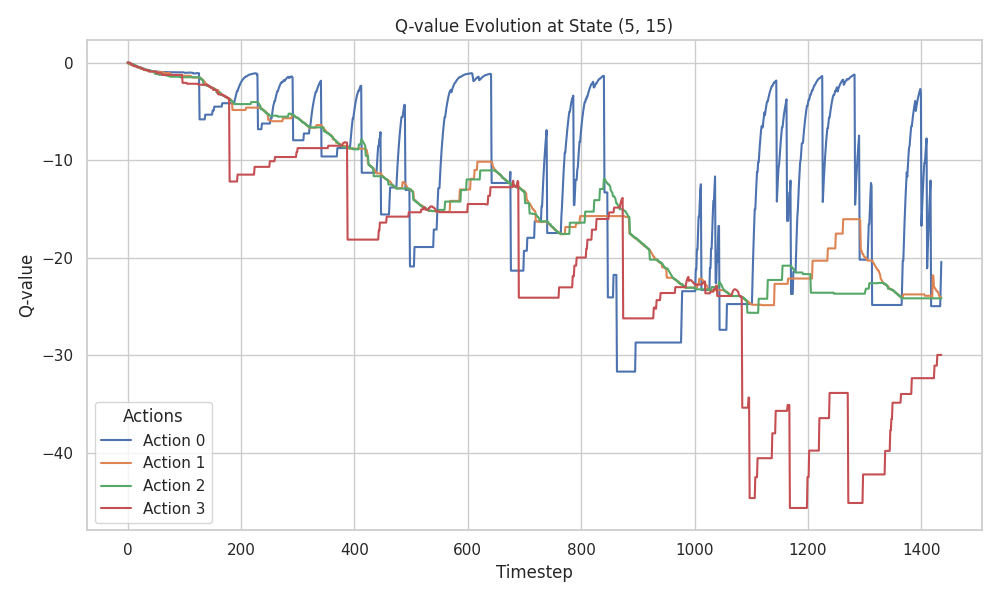 Q-value Evolution at State (5, 15)
Q-value
0
−10
−20
−30
−40
Actions
Action 0
Action 1
Action 2
Action 3
0
200
400
600
800
1000
1200
1400
Timestep